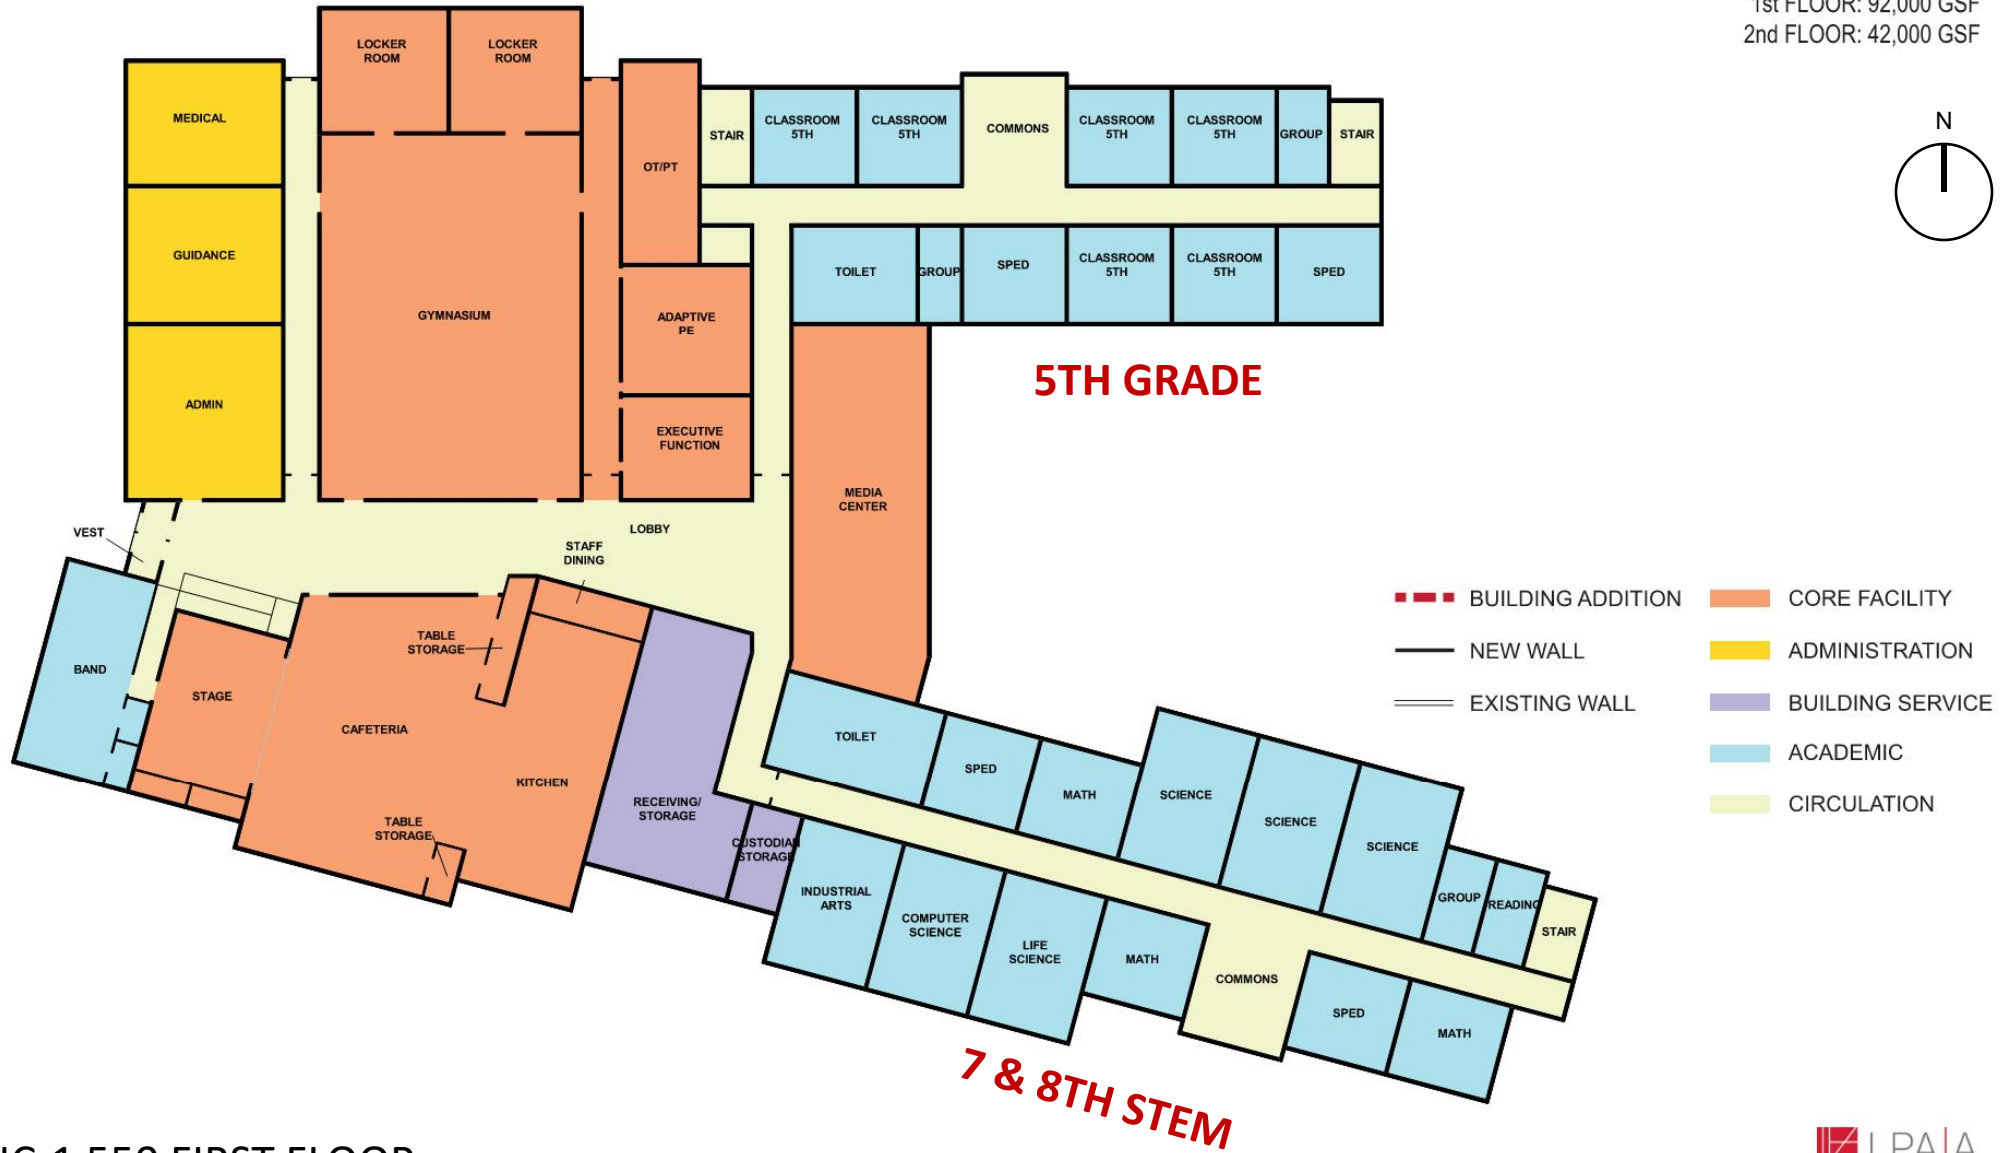 1st FLOOR: 92,000 GSF
2nd FLOOR: 42,000 GSF
N
LOCKER
ROOM
LOCKER
ROOM
MEDICAL
GUIDANCE
ADMIN
GYMNASIUM
OT/PT
ADAPTIVE
PE
EXECUTIVE
FUNCTION
STAIR
CLASSROOM
5TH
CLASSROOM
5TH
COMMONS
CLASSROOM
5TH
CLASSROOM
5TH
GROUP
STAIR
TOILET
GROUP
SPED
CLASSROOM
5TH
CLASSROOM
5TH
SPED
5TH GRADE
MEDIA
CENTER
VEST
LOBBY
STAFF
DINING
TABLE
STORAGE
BAND
STAGE
CAFETERIA
KITCHEN
TABLE
STORAGE
RECEIVING/
STORAGE
CUSTODIAN
STORAGE
TOILET
SPED
MATH
SCIENCE
SCIENCE
SCIENCE
GROUP
READING
STAIR
INDUSTRIAL
ARTS
COMPUTER
SCIENCE
LIFE
SCIENCE
MATH
COMMONS
SPED
MATH
7 & 8TH STEM
BUILDING ADDITION
NEW WALL
EXISTING WALL
CORE FACILITY
ADMINISTRATION
BUILDING SERVICE
ACADEMIC
CIRCULATION
1,550 FIRST FLOOR
LPA|A